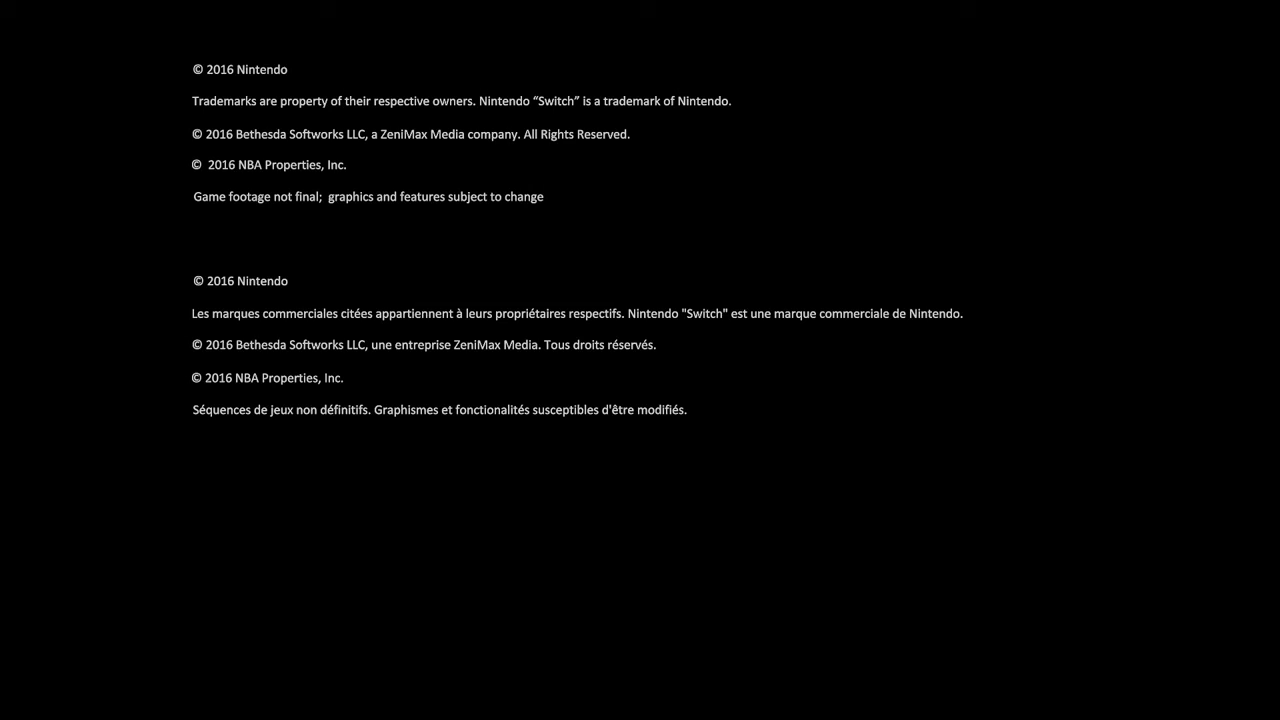 © 2016 Nintendo
Trademarks are property of their respective owners. Nintendo “Switch” is a trademark of Nintendo.
© 2016 Bethesda Softworks LLC, a ZeniMax Media company. All Rights Reserved.
© 2016 NBA Properties, Inc.
Game footage not final; graphics and features subject to change
© 2016 Nintendo
Les marques commerciales citées appartiennent à leurs propriétaires respectifs. Nintendo "Switch" est une marque commerciale de Nintendo.
© 2016 Bethesda Softworks LLC, une entreprise ZeniMax Media. Tous droits réservés.
© 2016 NBA Properties, Inc.
Séquences de jeux non définitifs. Graphismes et fonctionalités susceptibles d'être modifiés.